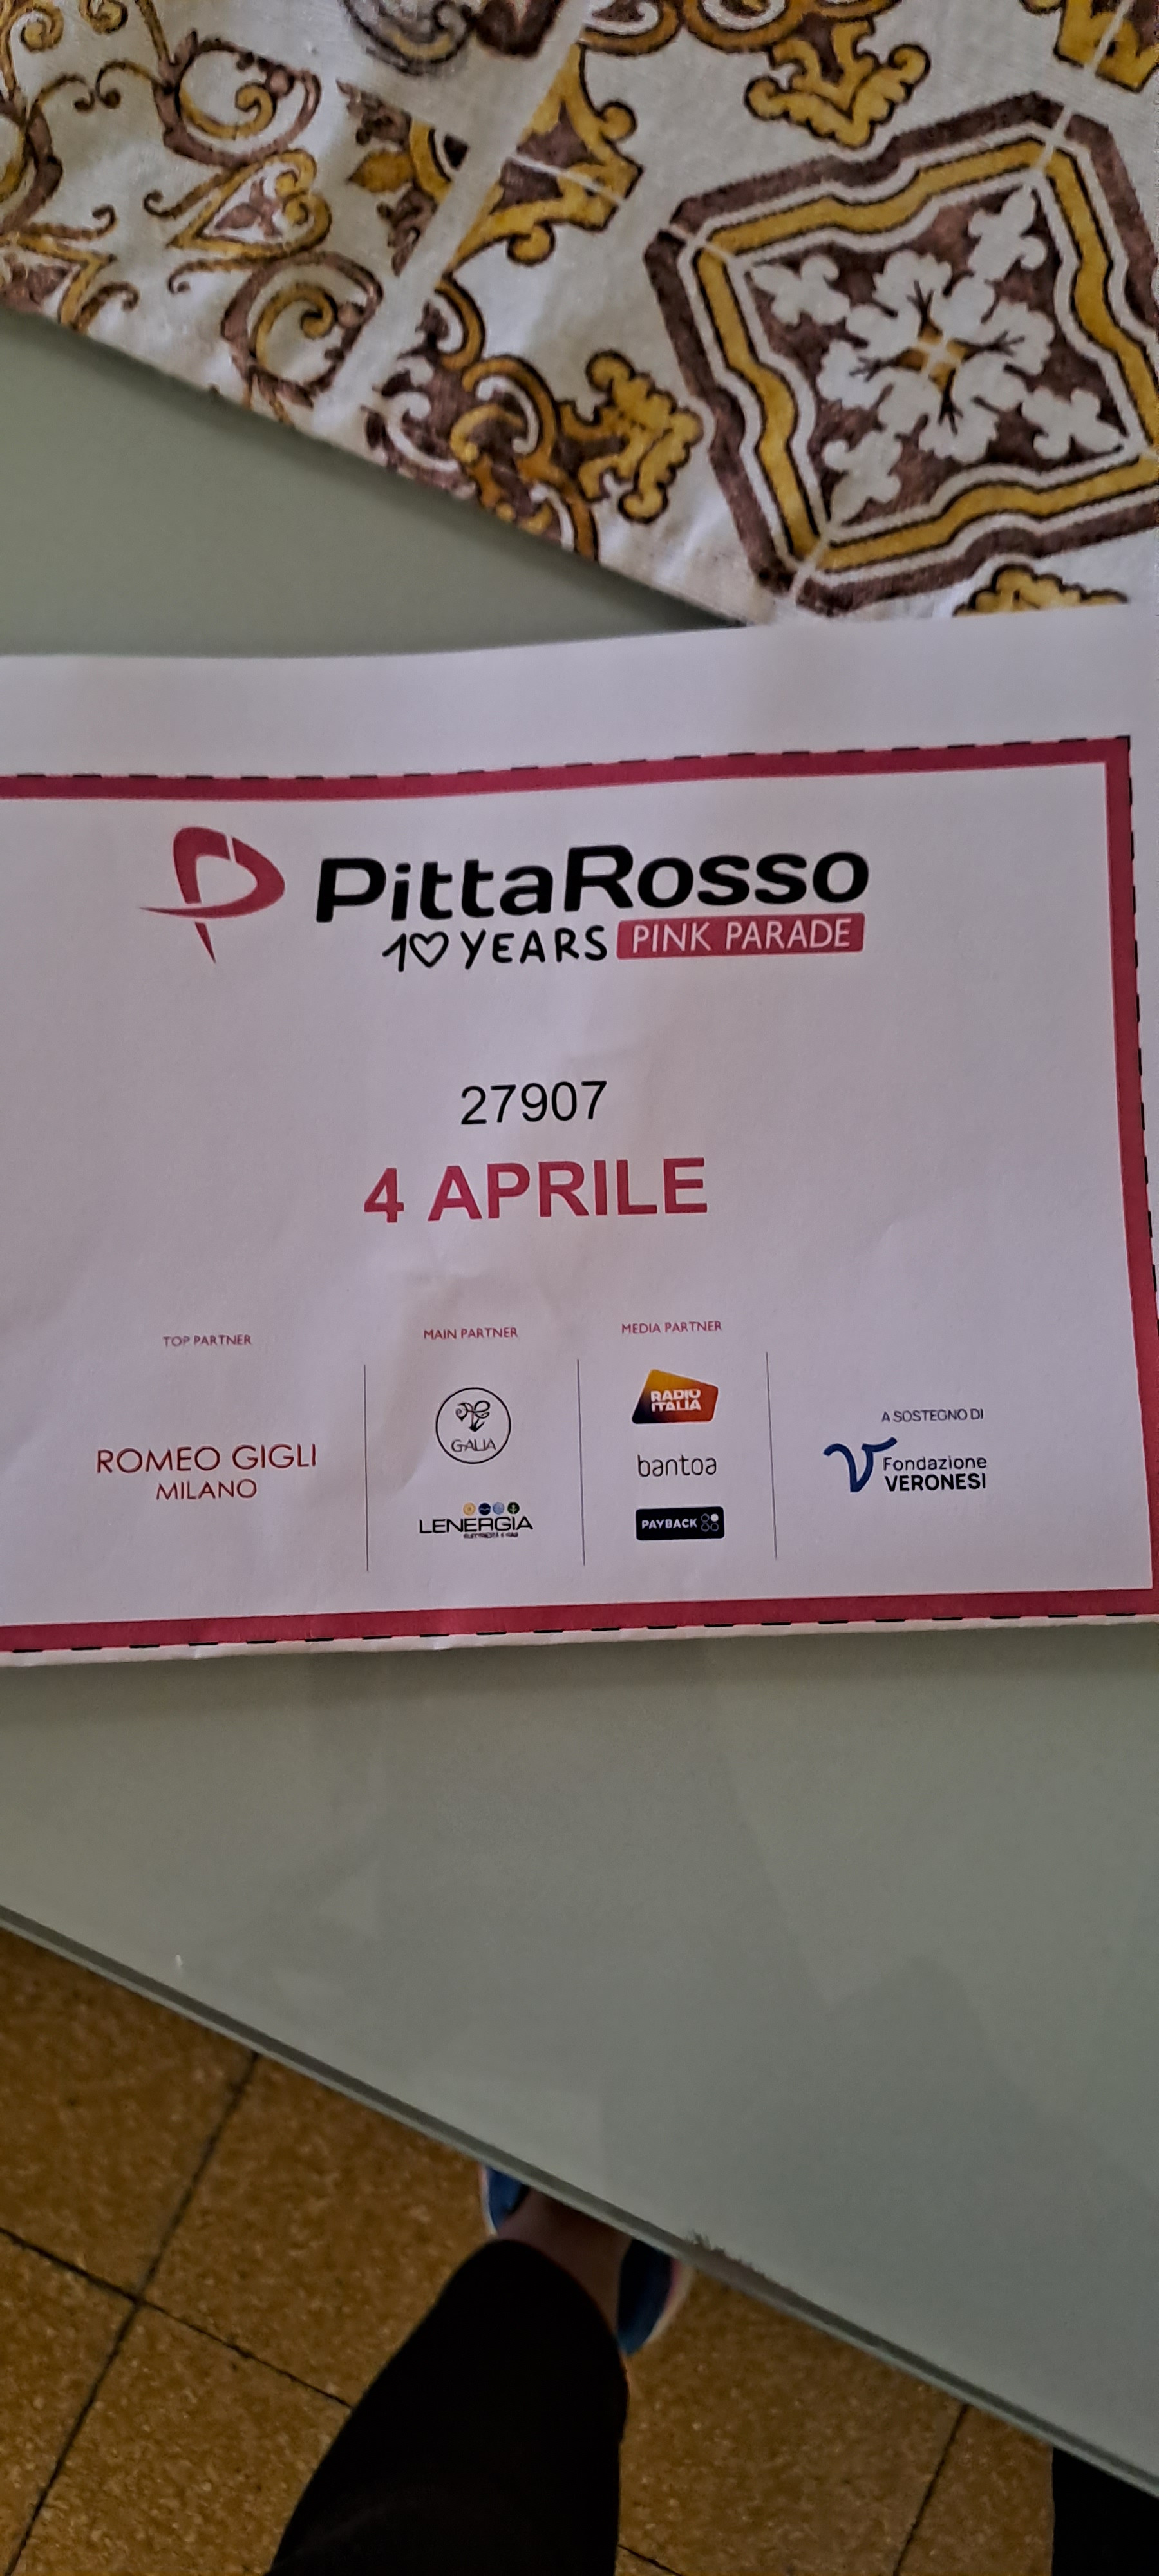 PittaRosso
10 YEARS PINK PARADE
27907
4 APRILE
TOP PARTNER
ROMEO GIGLI
MILANO
MAIN PARTNER
GALIA
LENERGIA
MEDIA PARTNER
RADIO
ITALIA
bantoa
PAYBACK
A SOSTEGNO DI
Fondazione
VERONESI